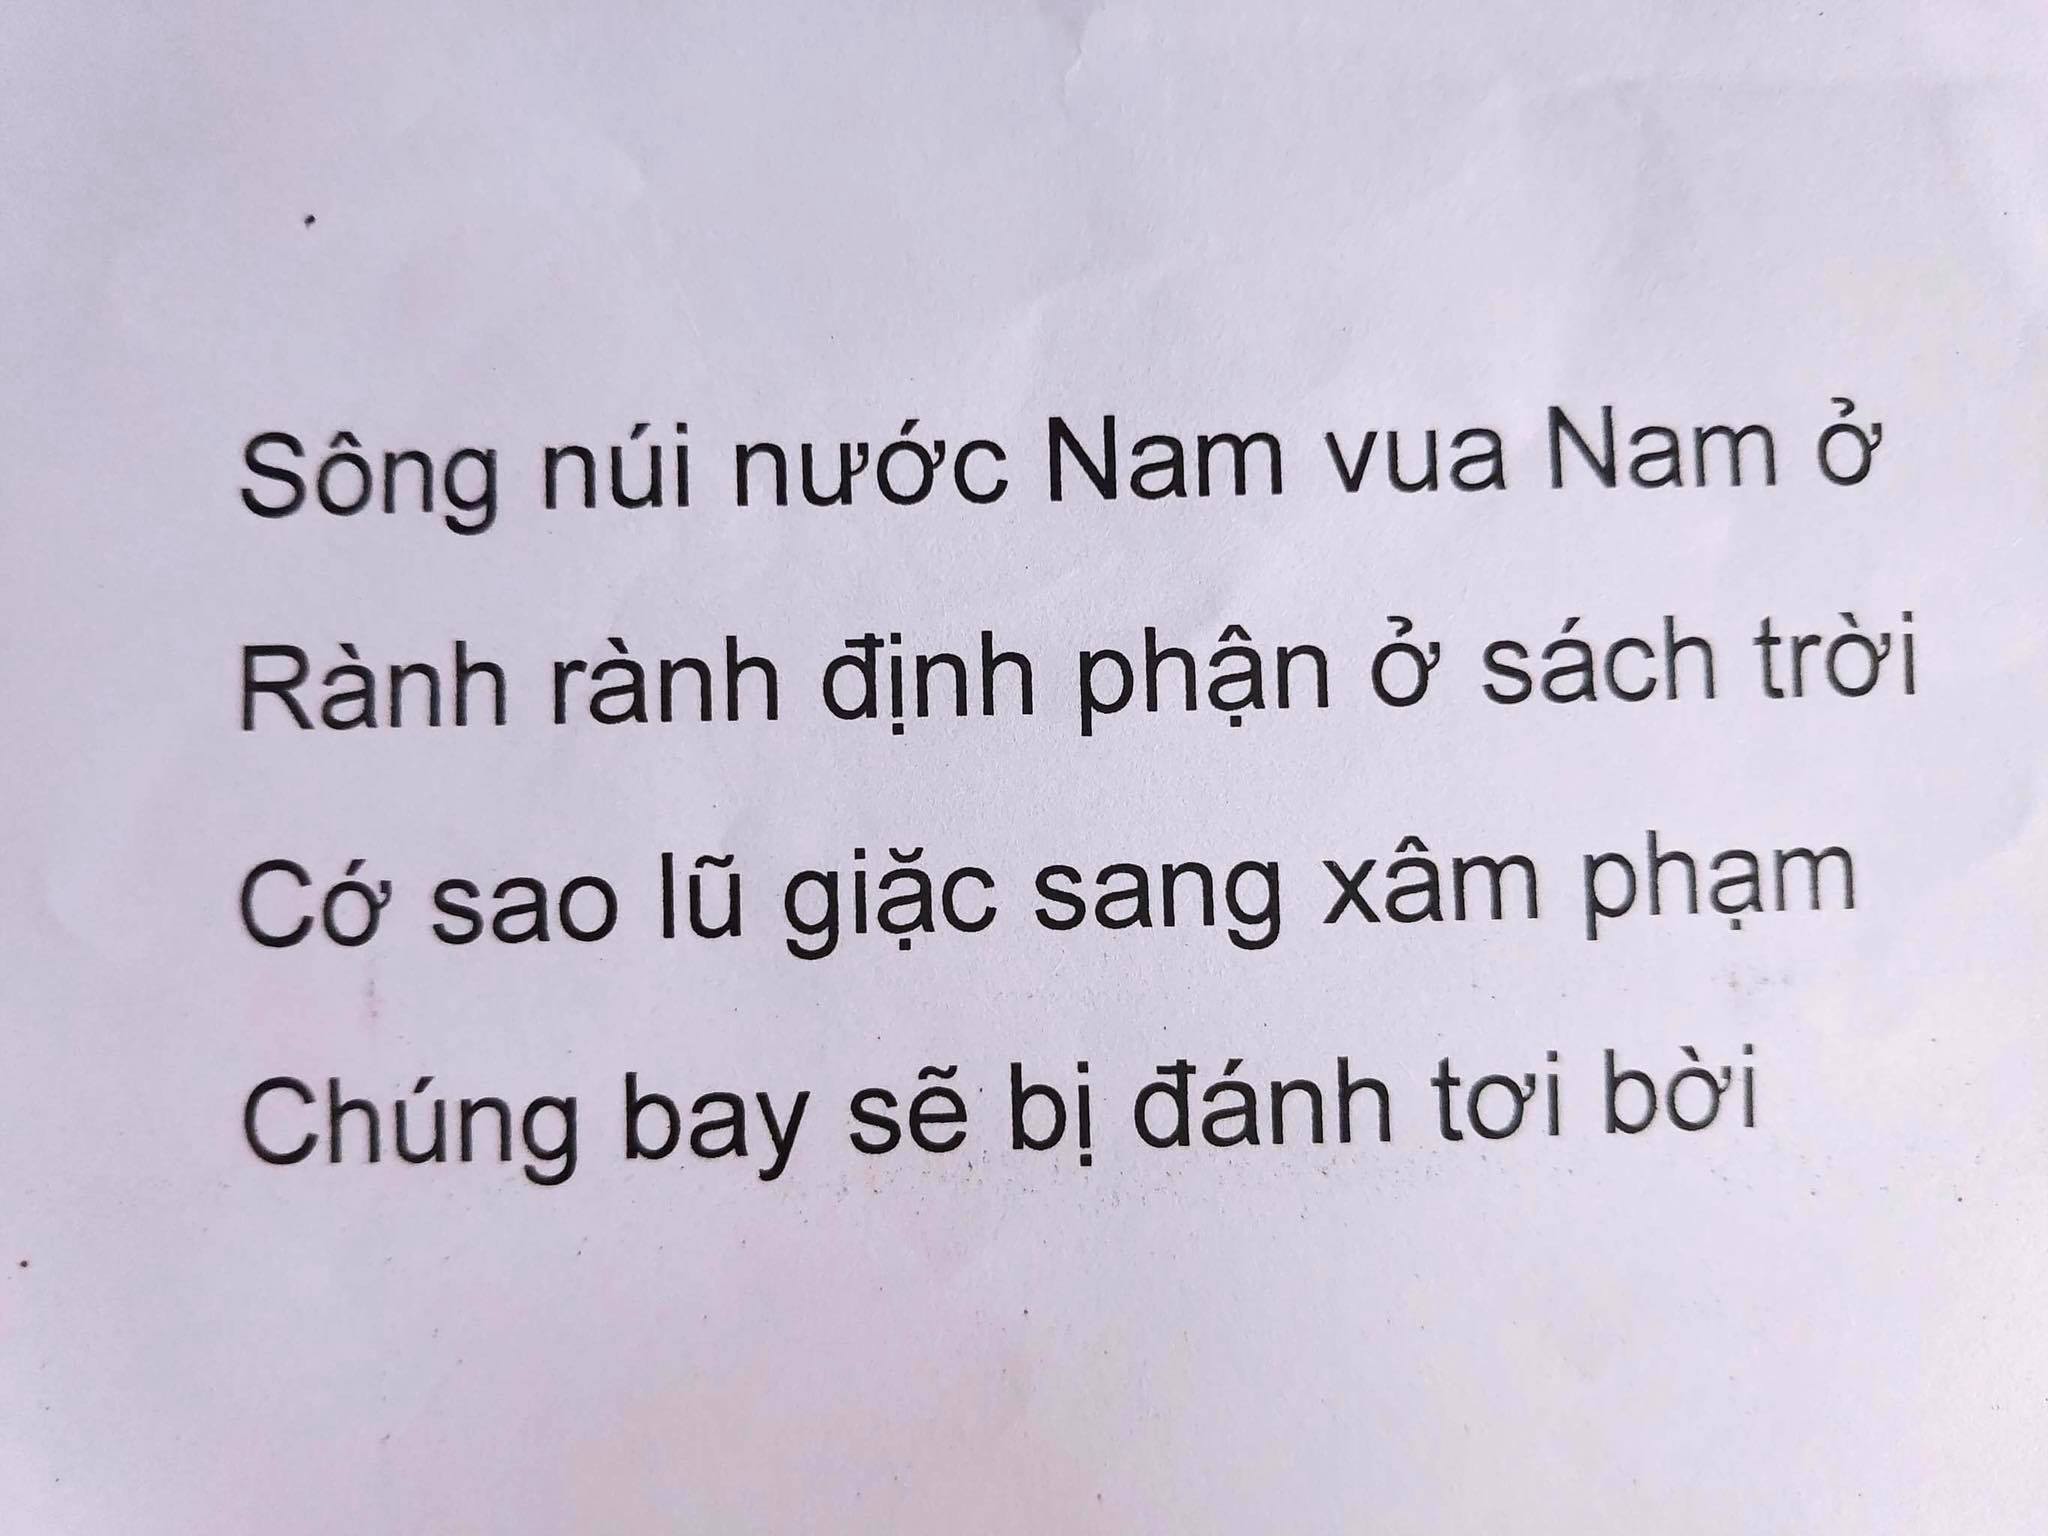 Sông núi nước Nam vua Nam ở
Rành rành định phận ở sách trời
Cớ sao lũ giặc sang xâm phạm
Chúng bay sẽ bị đánh tơi bời